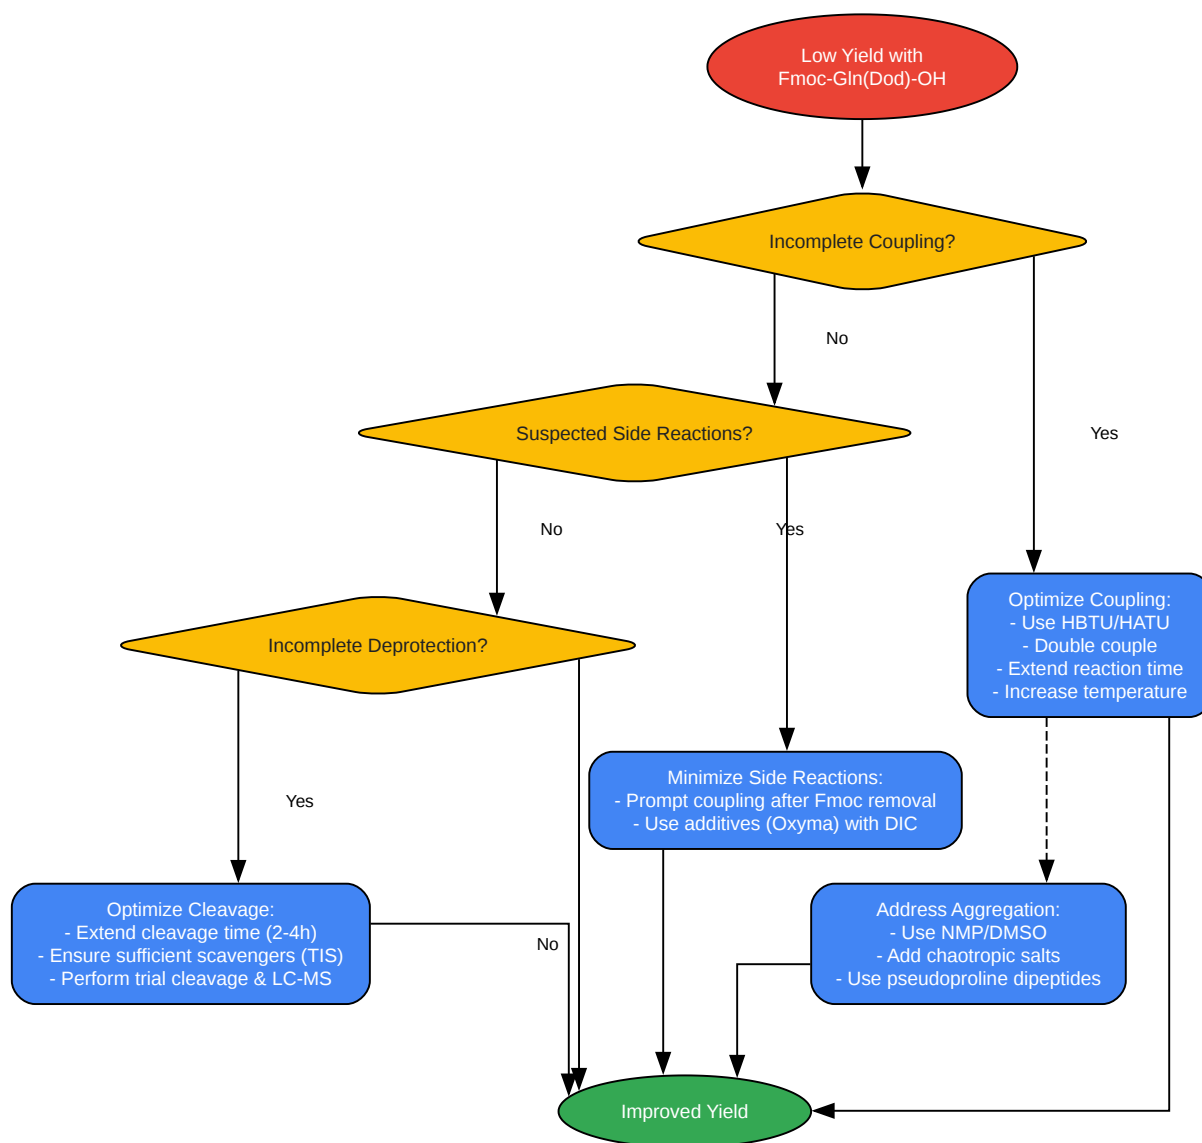 Low Yield with
Fmoc-Gln(Dod)-OH
Incomplete Coupling?
No
Yes
Suspected Side Reactions?
No
Yes
Incomplete Deprotection?
Yes
No
Optimize Coupling:
- Use HBTU/HATU
- Double couple
- Extend reaction time
- Increase temperature
Minimize Side Reactions:
- Prompt coupling after Fmoc removal
- Use additives (Oxyma) with DIC
Optimize Cleavage:
- Extend cleavage time (2-4h)
- Ensure sufficient scavengers (TIS)
- Perform trial cleavage & LC-MS
Address Aggregation:
- Use NMP/DMSO
- Add chaotropic salts
- Use pseudoproline dipeptides
Improved Yield